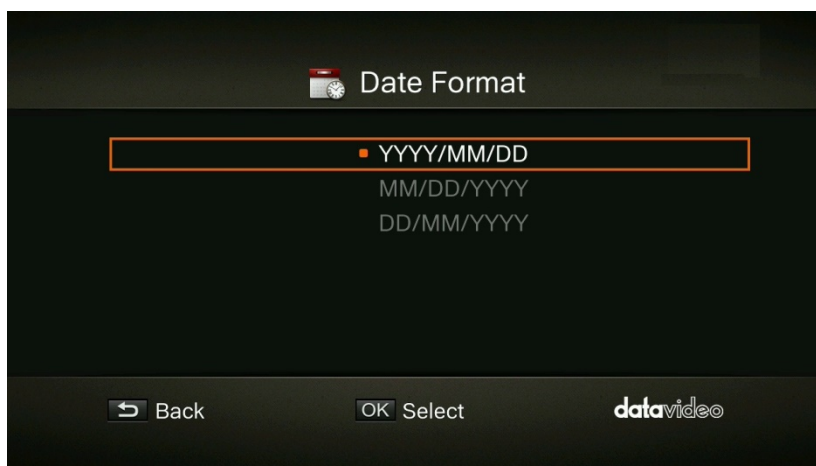 Date Format
YYYY/MM/DD
MM/DD/YYYY
DD/MM/YYYY
Back OK Select datavideo